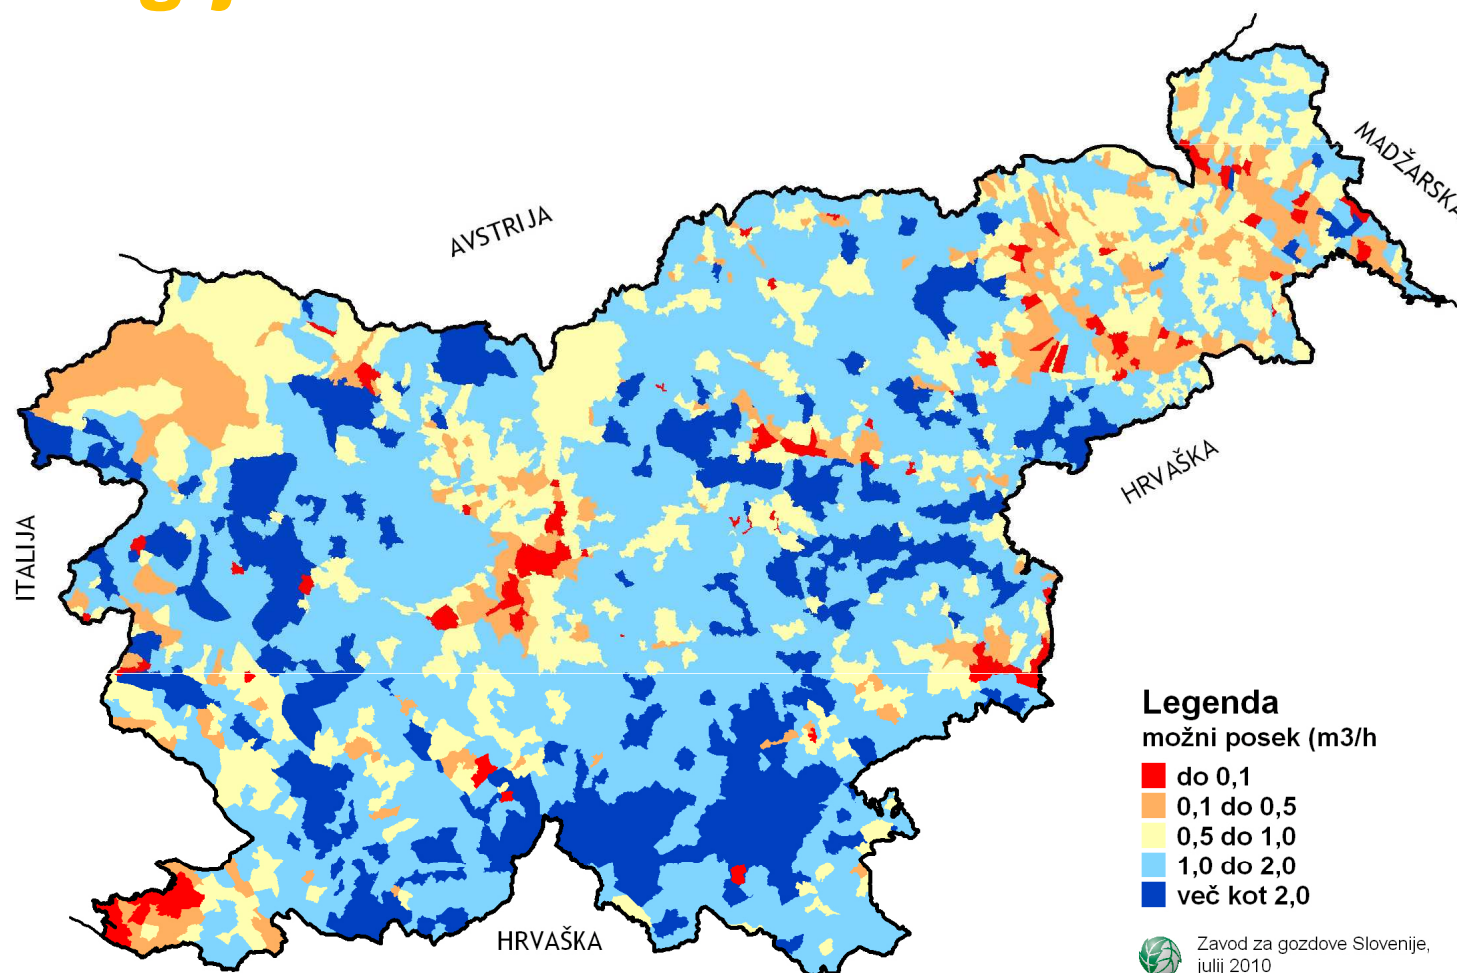 AVSTRIJA
MADŽARSKA
ITALIJA
HRVAŠKA
HRVAŠKA
Legenda
možni posek (m3/h
do 0,1
0,1 do 0,5
0,5 do 1,0
1,0 do 2,0
več kot 2,0
Zavod za gozdove Slovenije,
julij 2010